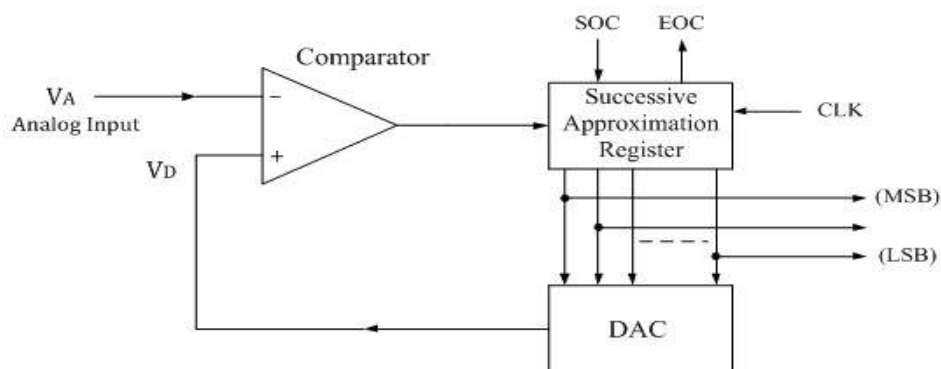 SOC EOC
Comparator
VA
Analog Input
−
+
VD
Successive
Approximation
Register
CLK
(MSB)
(LSB)
DAC